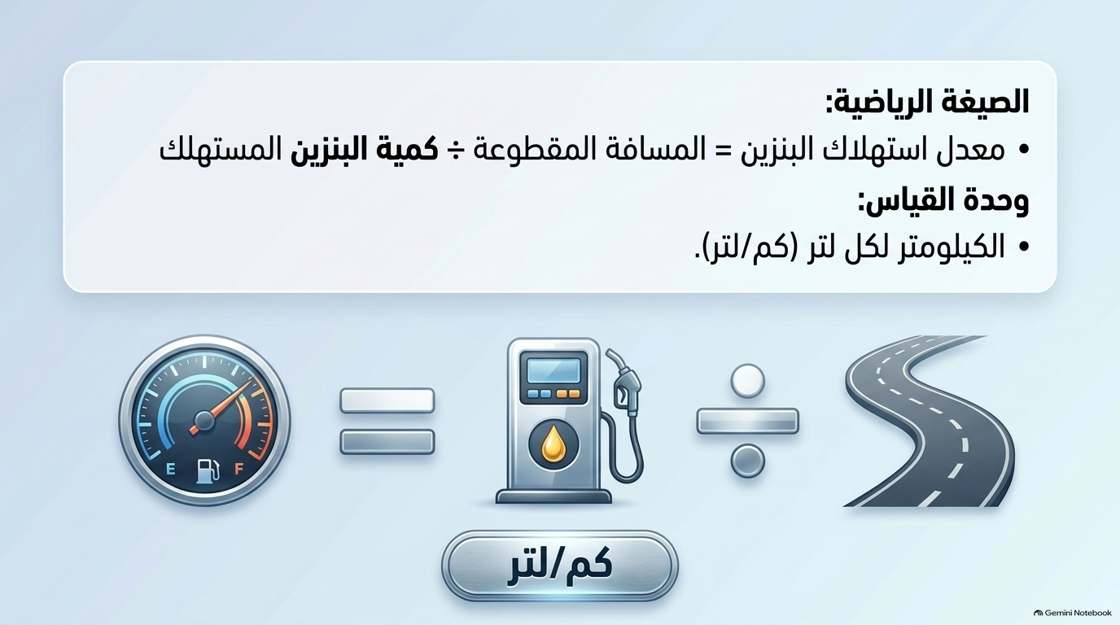 الصيغة الرياضية:
• معدل استهلاك البنزين = المسافة المقطوعة ÷ كمية البنزين المستهلك
وحدة القياس:
• الكيلومتر لكل لتر (كم/لتر).
E F
كم/لتر
Gemini Notebook